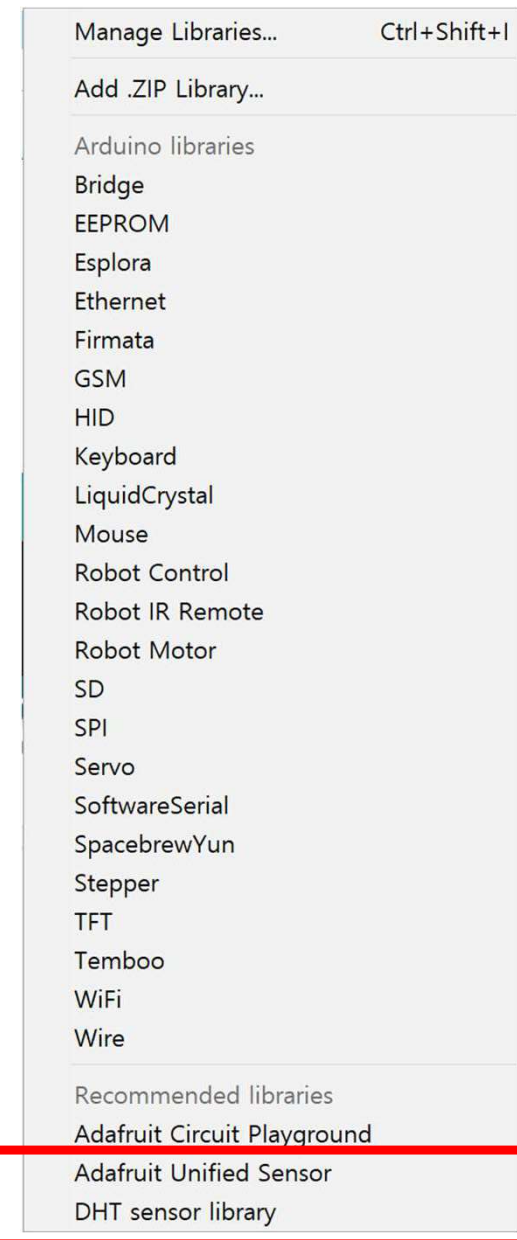 Manage Libraries... Ctrl+Shift+I
Add .ZIP Library...
Arduino libraries
Bridge
EEPROM
Esplora
Ethernet
Firmata
GSM
HID
Keyboard
LiquidCrystal
Mouse
Robot Control
Robot IR Remote
Robot Motor
SD
SPI
Servo
SoftwareSerial
SpacebrewYun
Stepper
TFT
Temboo
WiFi
Wire
Recommended libraries
Adafruit Circuit Playground
Adafruit Unified Sensor
DHT sensor library